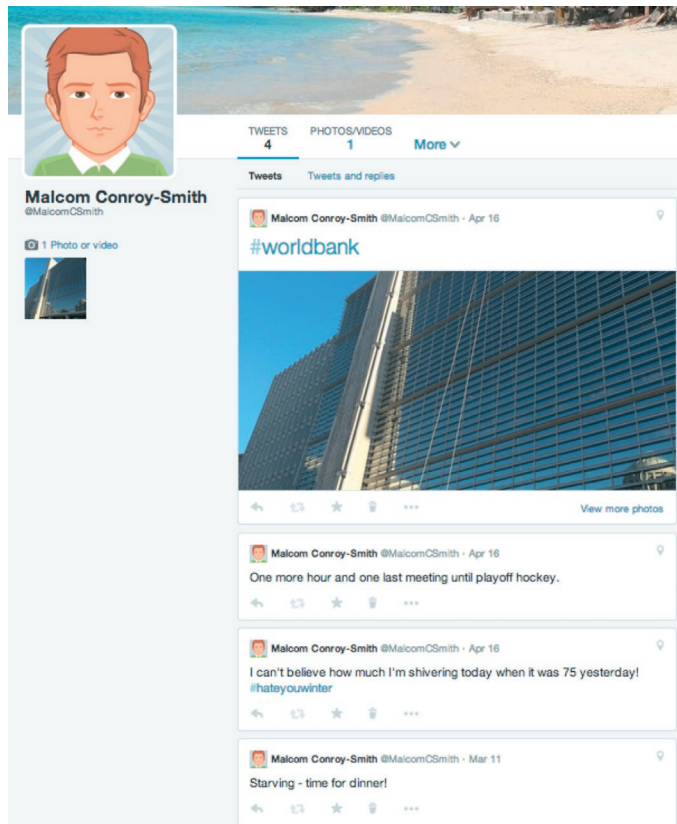 TWEETS PHOTOS/VIDEOS
4 1 More
Tweets Tweets and replies
Malcom Conroy-Smith
@MalcomCSmith
1 Photo or video
Malcom Conroy-Smith @MalcomCSmith · Apr 16
#worldbank
View more photos
Malcom Conroy-Smith @MalcomCSmith · Apr 16
One more hour and one last meeting until playoff hockey.
Malcom Conroy-Smith @MalcomCSmith · Apr 16
I can't believe how much I'm shivering today when it was 75 yesterday!
#hateyouwinter
Malcom Conroy-Smith @MalcomCSmith · Mar 11
Starving - time for dinner!